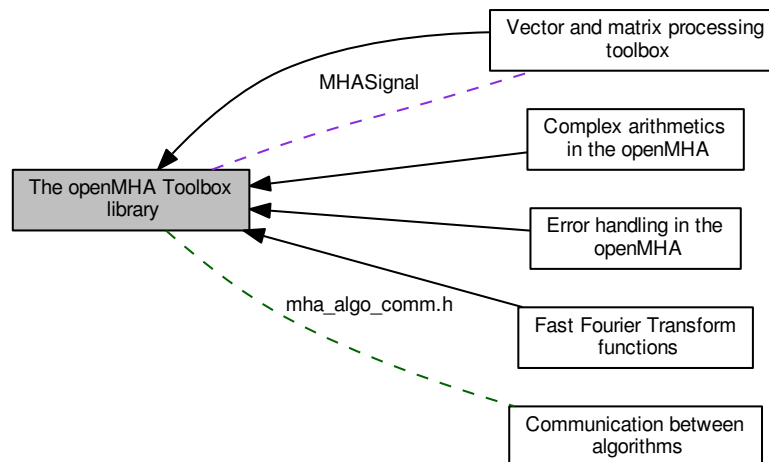 Vector and matrix processing
toolbox
MHASignal
Complex arithmetics
in the openMHA
The openMHA Toolbox
library
Error handling in the
openMHA
mha_algo_comm.h
Fast Fourier Transform
functions
Communication between
algorithms